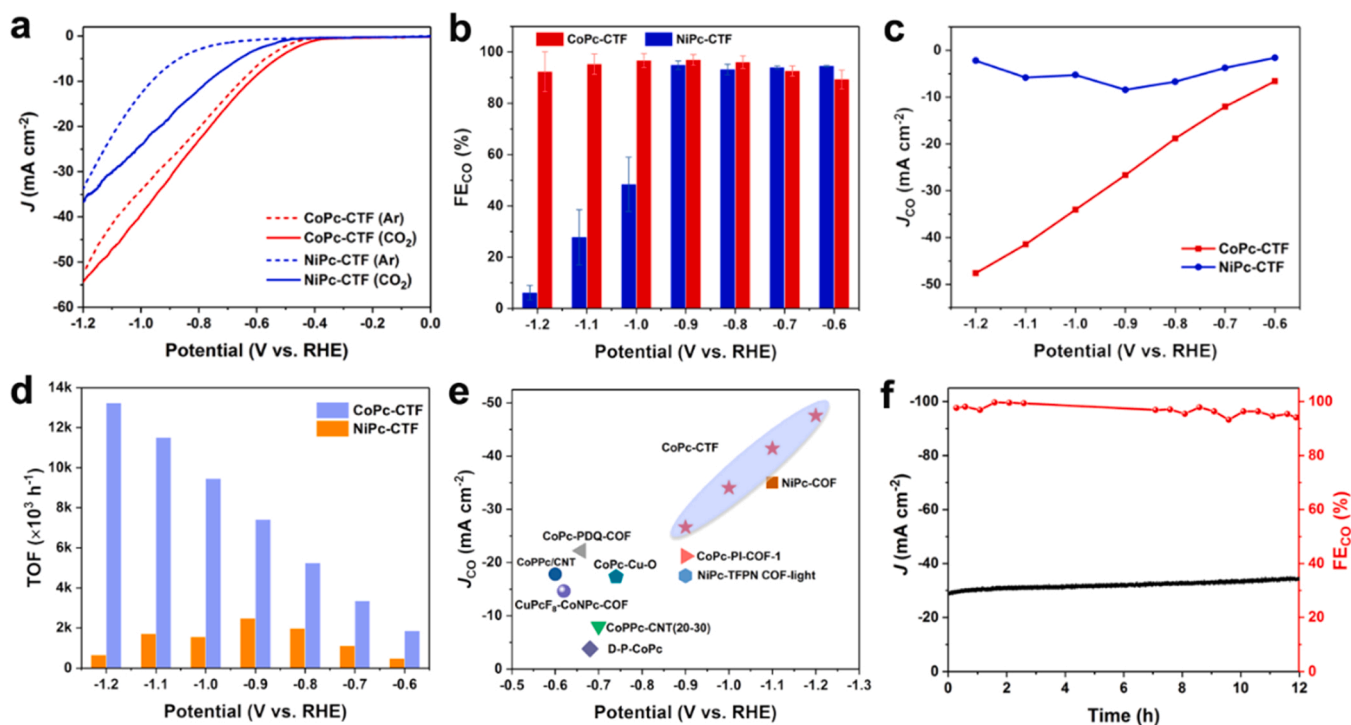 a
0
-10
-20
-30
-40
-50
-60
J (mA cm⁻²)
CoPc-CTF (Ar)
CoPc-CTF (CO₂)
NiPc-CTF (Ar)
NiPc-CTF (CO₂)
-1.2 -1.0 -0.8 -0.6 -0.4 -0.2 0.0
Potential (V vs. RHE)
b
CoPc-CTF NiPc-CTF
100
80
60
40
20
0
FE_CO (%)
-1.2 -1.1 -1.0 -0.9 -0.8 -0.7 -0.6
Potential (V vs. RHE)
c
0
-10
-20
-30
-40
-50
J_CO (mA cm⁻²)
CoPc-CTF
NiPc-CTF
-1.2 -1.1 -1.0 -0.9 -0.8 -0.7 -0.6
Potential (V vs. RHE)
d
14k
12k
10k
8k
6k
4k
2k
0
TOF (×10³ h⁻¹)
CoPc-CTF
NiPc-CTF
-1.2 -1.1 -1.0 -0.9 -0.8 -0.7 -0.6
Potential (V vs. RHE)
e
-50
-40
-30
-20
-10
0
J_CO (mA cm⁻²)
CoPc-CTF
NiPc-COF
CoPc-PDQ-COF
CoPPc/CNT
CoPc-Cu-O
CoPc-PI-COF-1
NiPc-TFPN COF-light
CuPcF₈-CoNPc-COF
CoPPc-CNT(20-30)
D-P-CoPc
-0.5 -0.6 -0.7 -0.8 -0.9 -1.0 -1.1 -1.2 -1.3
Potential (V vs. RHE)
f
-100
-80
-60
-40
-20
0
J (mA cm⁻²)
100
80
60
40
20
0
FE_CO (%)
0 2 4 6 8 10 12
Time (h)